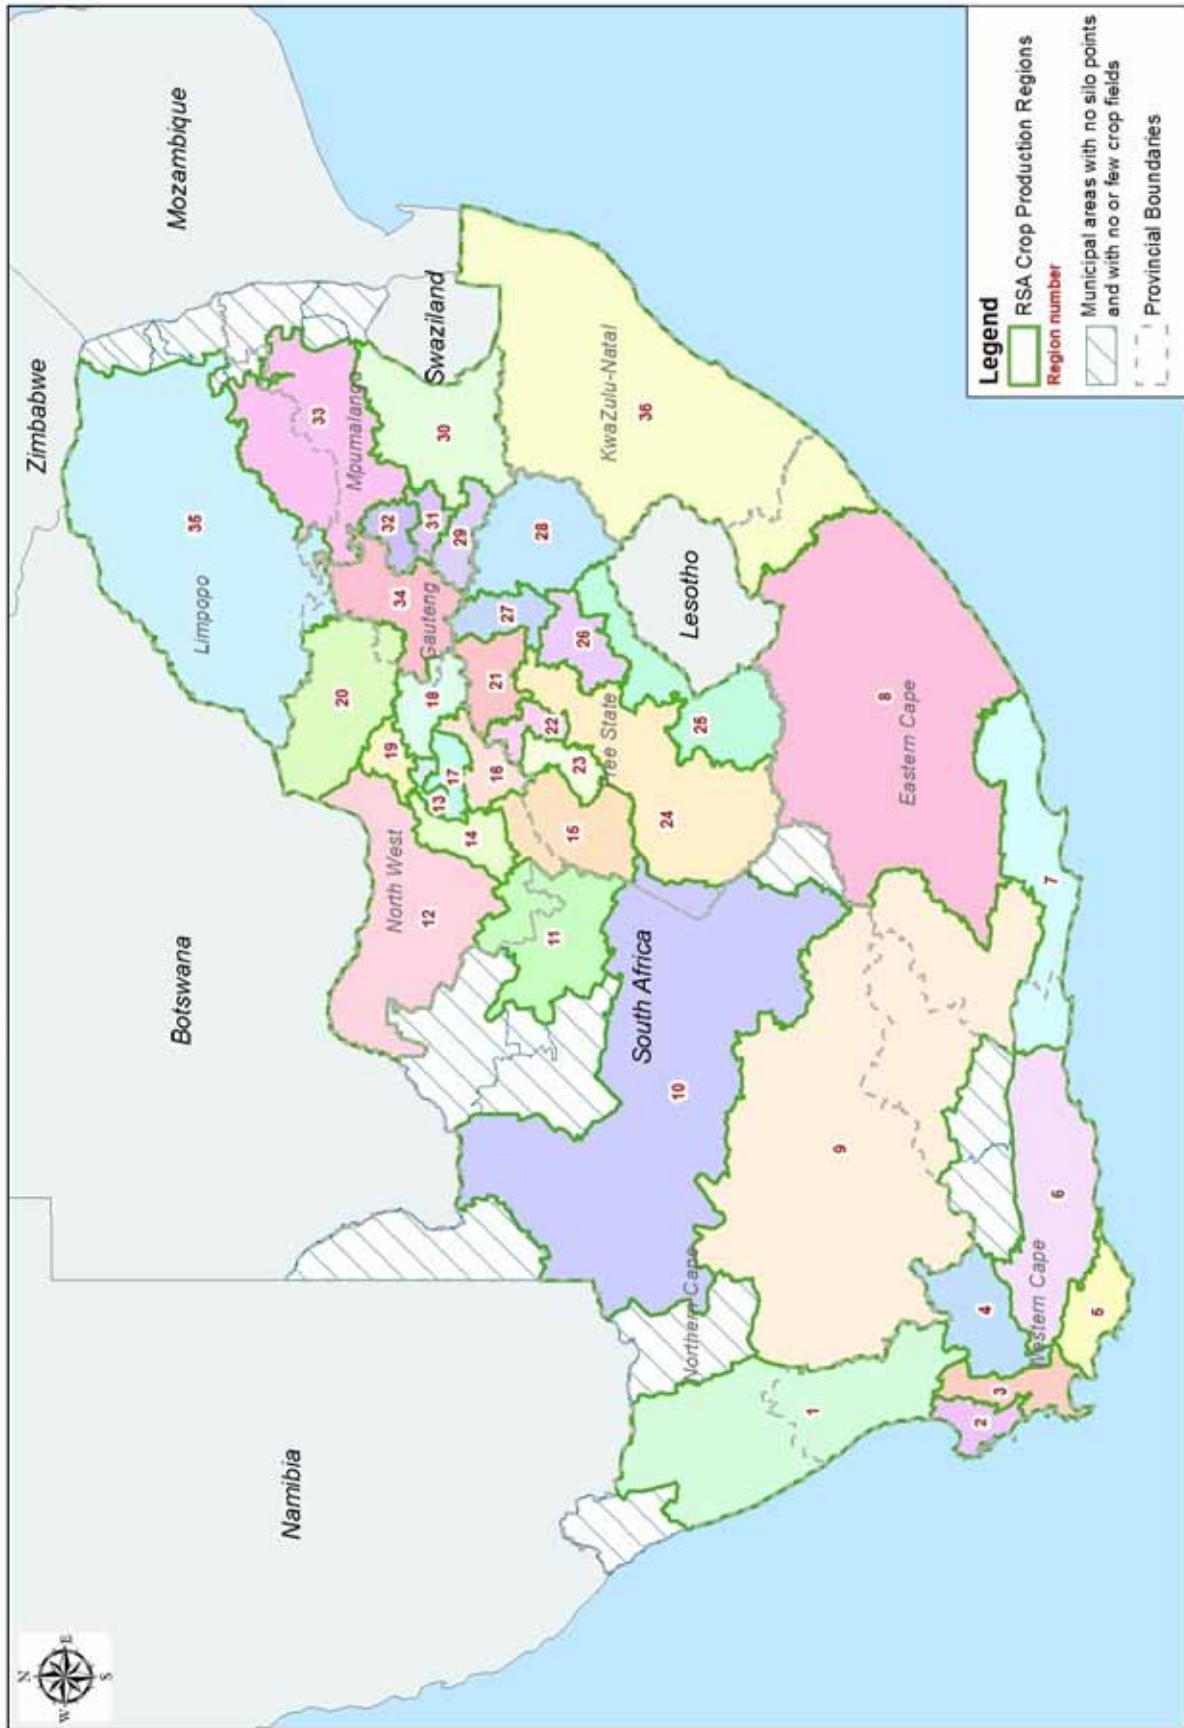 N
W
E
S
Zimbabwe
Mozambique
Botswana
Namibia
Limpopo
35
33
Mpumalanga
20
34
32
31
30
Swaziland
North West
12
19
18
Gauteng
29
13
17
14
16
21
27
28
KwaZulu-Natal
36
11
15
23
22
26
Free State
South Africa
24
25
Lesotho
10
Northern Cape
1
9
8
Eastern Cape
4
2
3
Western Cape
6
7
5
Legend
RSA Crop Production Regions
Region number
Municipal areas with no silo points
and with no or few crop fields
Provincial Boundaries